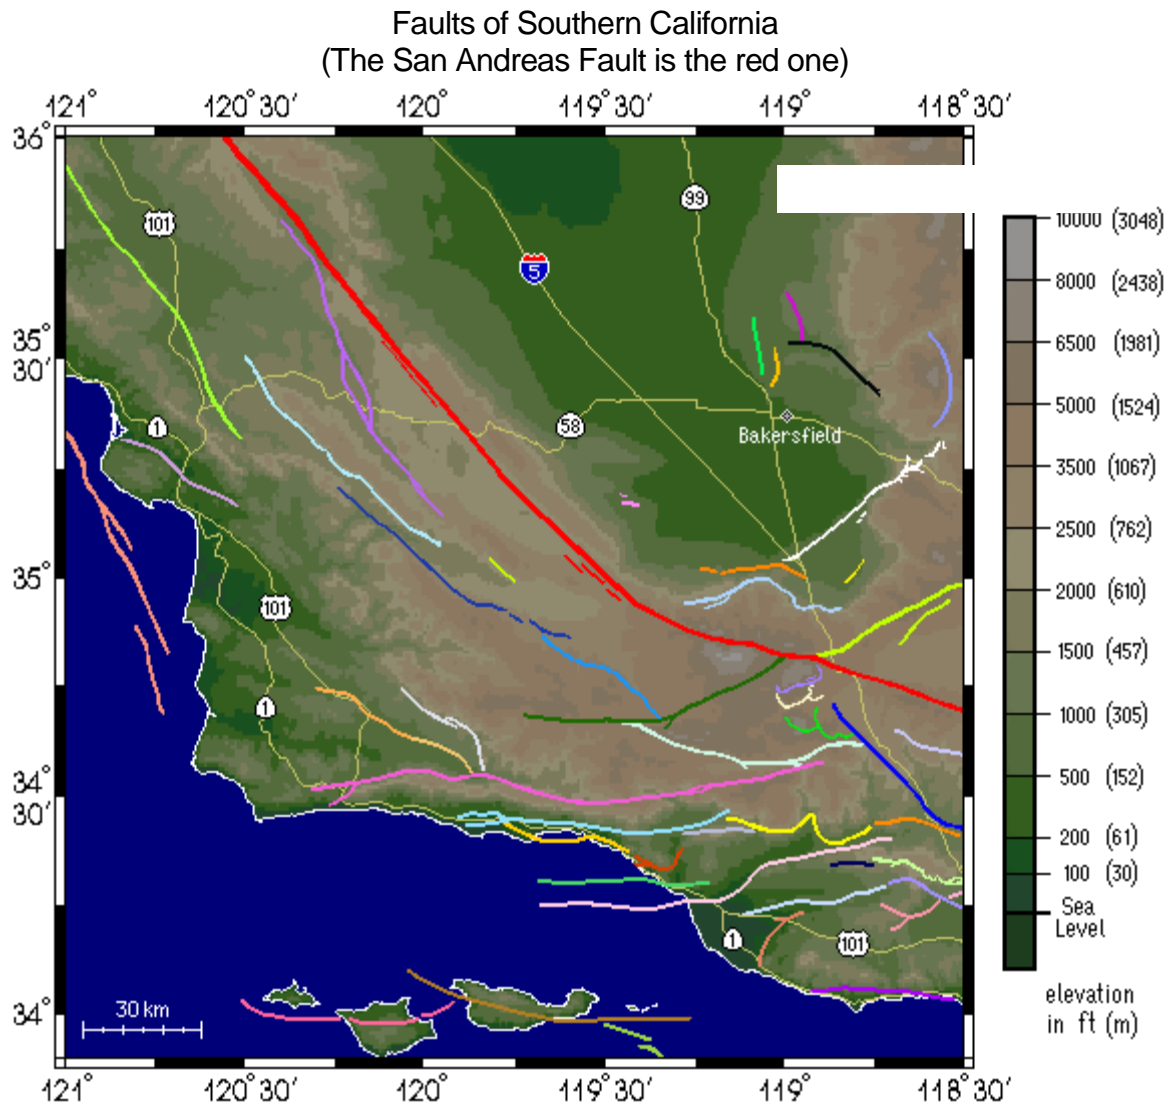 Faults of Southern California
(The San Andreas Fault is the red one)
121° 120° 30′ 120° 119° 30′ 119° 118° 30′
36°
101
99
5
10000 (3048)
8000 (2438)
35° 30′
6500 (1981)
5000 (1524)
1
58
Bakersfield
3500 (1067)
2500 (762)
35°
2000 (610)
101
1500 (457)
1
1000 (305)
34° 30′
500 (152)
200 (61)
100 (30)
Sea Level
1
101
34°
30 km
elevation
in ft (m)
121° 120° 30′ 120° 119° 30′ 119° 118° 30′